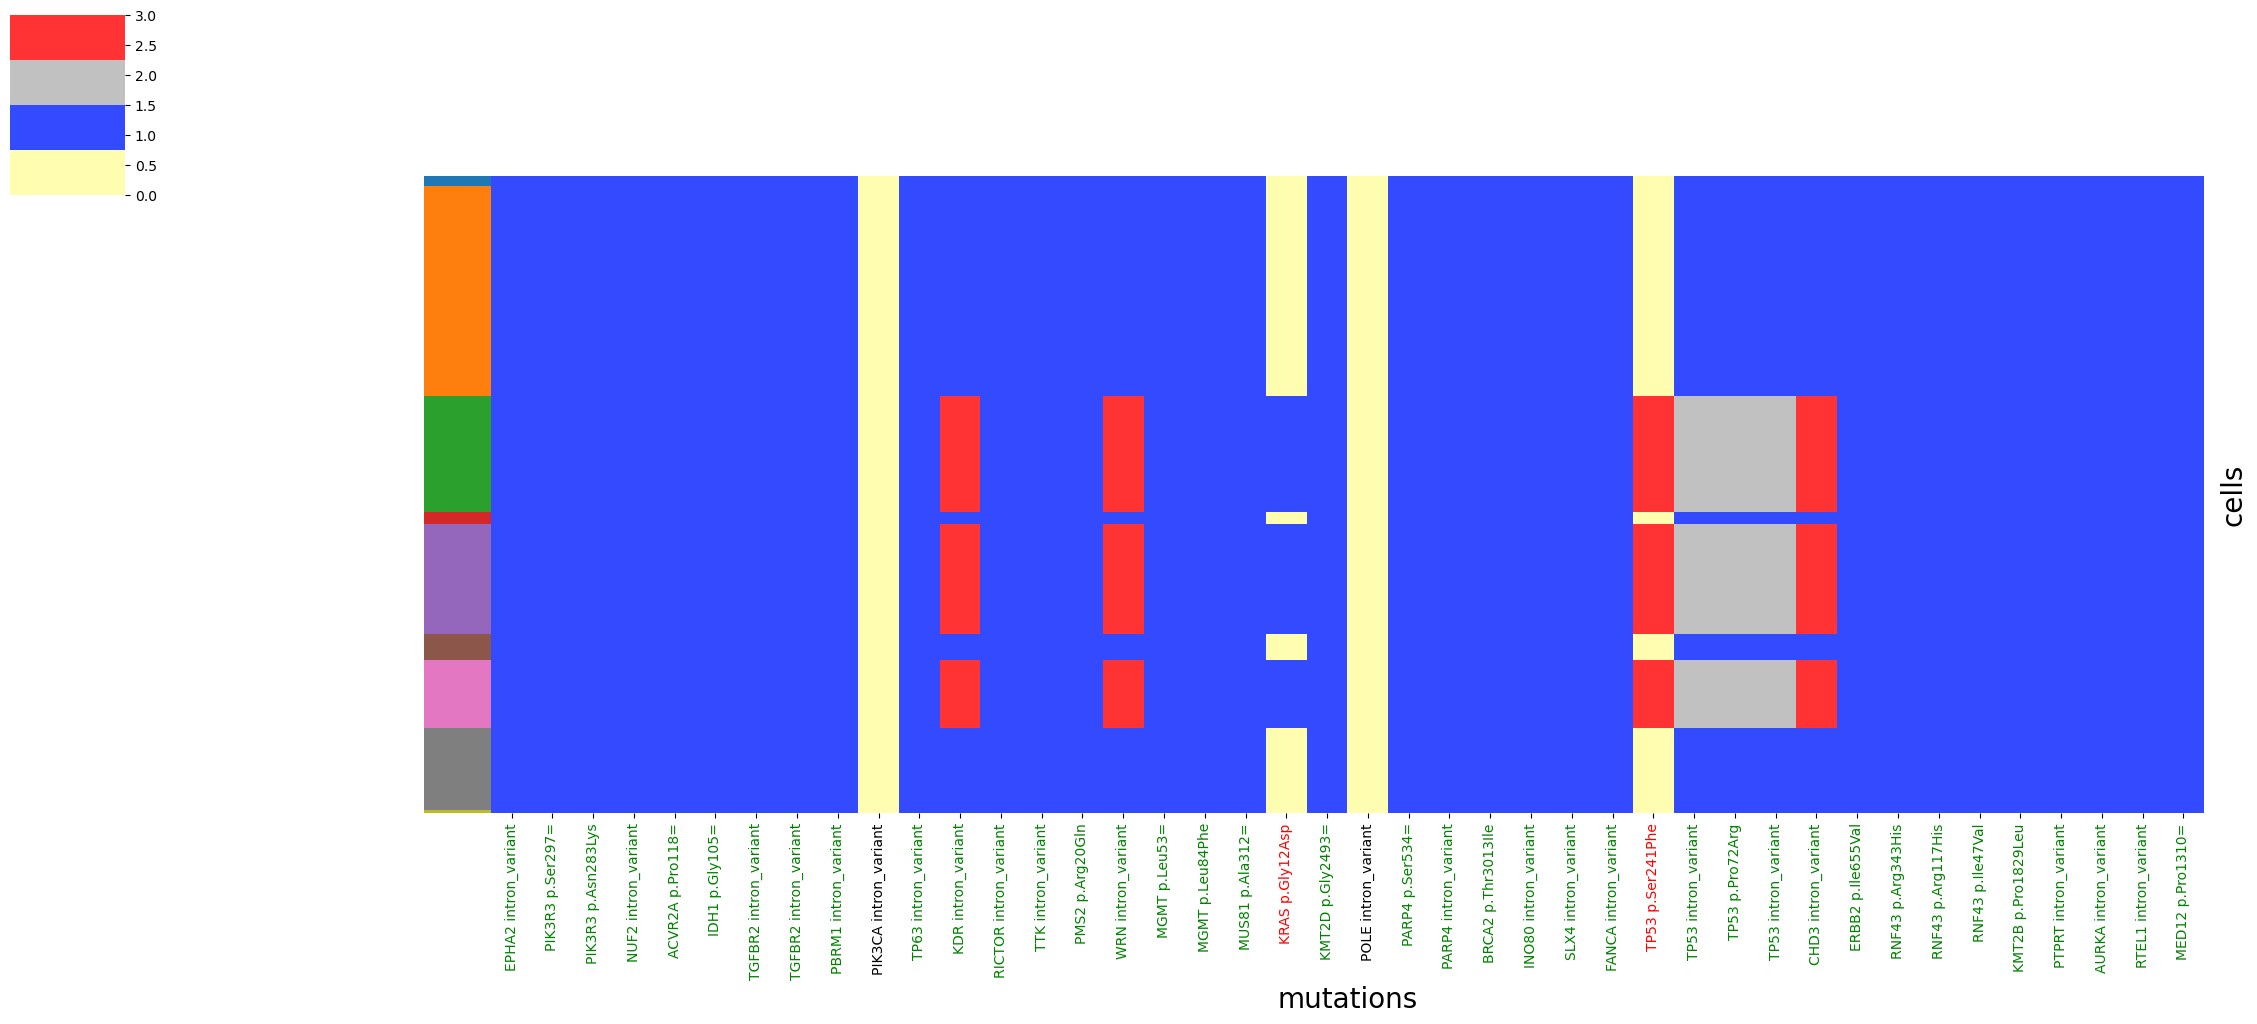 3.0
2.5
2.0
1.5
1.0
0.5
0.0
cells
EPHA2 intron_variant
PIK3R3 p.Ser297=
PIK3R3 p.Asn283Lys
NUF2 intron_variant
ACVR2A p.Pro118=
IDH1 p.Gly105=
TGFBR2 intron_variant
TGFBR2 intron_variant
PBRM1 intron_variant
PIK3CA intron_variant
TP63 intron_variant
KDR intron_variant
RICTOR intron_variant
TTK intron_variant
PMS2 p.Arg20Gln
WRN intron_variant
MGMT p.Leu53=
MGMT p.Leu84Phe
MUS81 p.Ala312=
KRAS p.Gly12Asp
KMT2D p.Gly2493=
POLE intron_variant
PARP4 p.Ser534=
PARP4 intron_variant
BRCA2 p.Thr3013Ile
INO80 intron_variant
SLX4 intron_variant
FANCA intron_variant
TP53 p.Ser241Phe
TP53 intron_variant
TP53 p.Pro72Arg
TP53 intron_variant
CHD3 intron_variant
ERBB2 p.Ile655Val
RNF43 p.Arg343His
RNF43 p.Arg117His
RNF43 p.Ile47Val
KMT2B p.Pro1829Leu
PTPRT intron_variant
AURKA intron_variant
RTEL1 intron_variant
MED12 p.Pro1310=
mutations